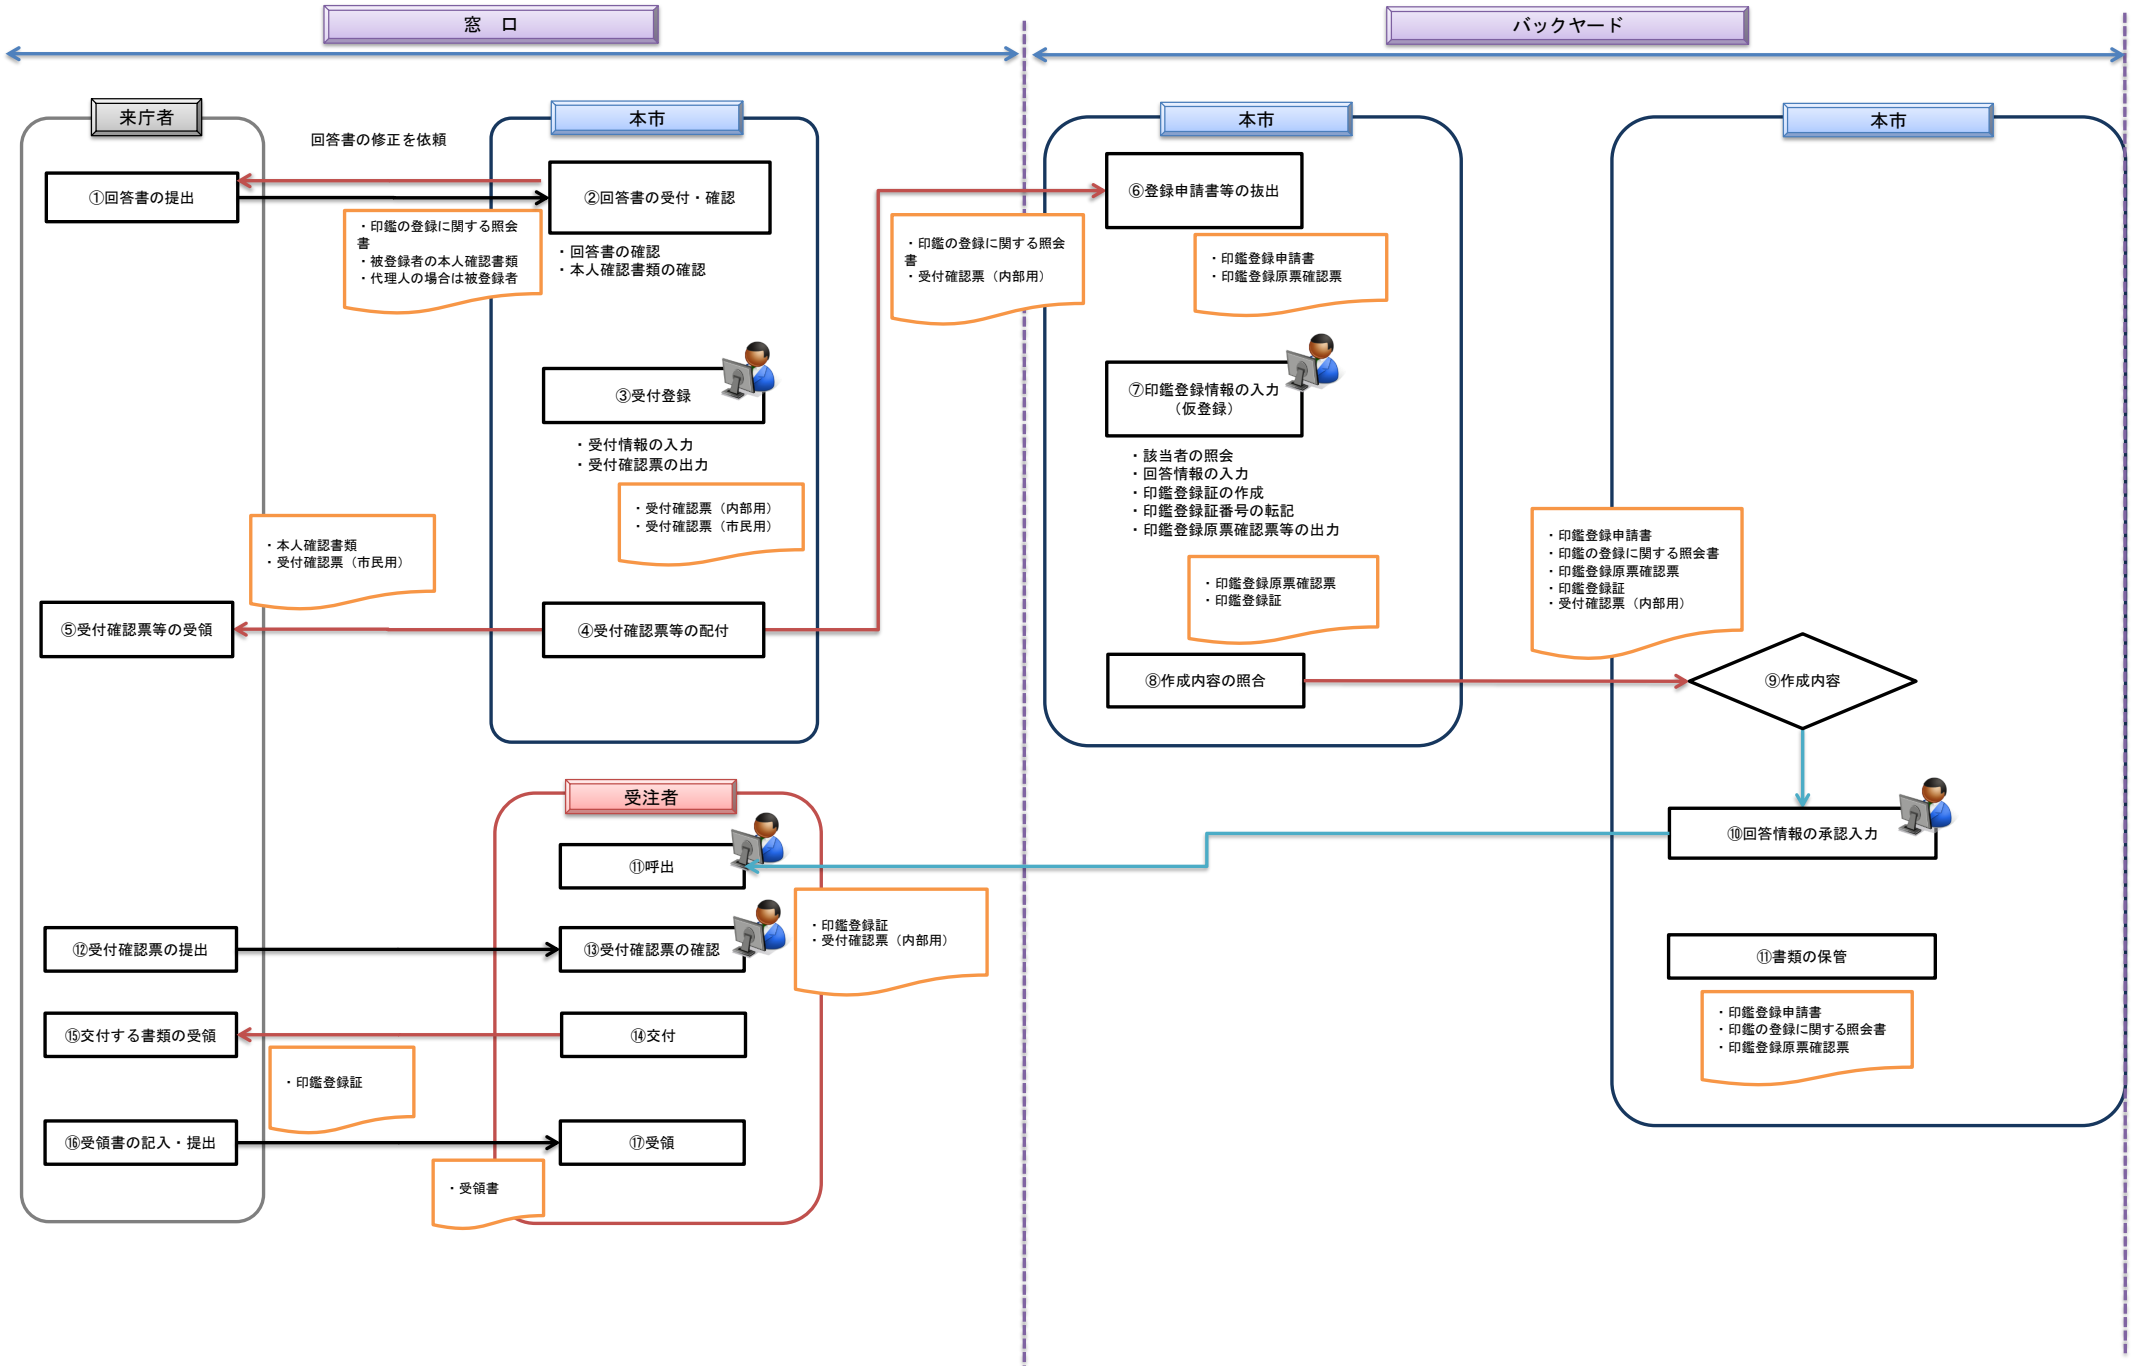 窓　口
バックヤード
来庁者
本市
本市
本市
回答書の修正を依頼
①回答書の提出
②回答書の受付・確認
・印鑑の登録に関する照会
書
・被登録者の本人確認書類
・代理人の場合は被登録者
・回答書の確認
・本人確認書類の確認
③受付登録
・受付情報の入力
・受付確認票の出力
・受付確認票（内部用）
・受付確認票（市民用）
・本人確認書類
・受付確認票（市民用）
⑤受付確認票等の受領
④受付確認票等の配付
・印鑑の登録に関する照会
書
・受付確認票（内部用）
⑥登録申請書等の抜出
・印鑑登録申請書
・印鑑登録原票確認票
⑦印鑑登録情報の入力
（仮登録）
・該当者の照会
・回答情報の入力
・印鑑登録証の作成
・印鑑登録証番号の転記
・印鑑登録原票確認票等の出力
・印鑑登録原票確認票
・印鑑登録証
⑧作成内容の照合
・印鑑登録申請書
・印鑑の登録に関する照会書
・印鑑登録原票確認票
・印鑑登録証
・受付確認票（内部用）
⑨作成内容
⑩回答情報の承認入力
受注者
⑪呼出
・印鑑登録証
・受付確認票（内部用）
⑫受付確認票の提出
⑬受付確認票の確認
⑪書類の保管
・印鑑登録申請書
・印鑑の登録に関する照会書
・印鑑登録原票確認票
⑮交付する書類の受領
⑭交付
・印鑑登録証
⑯受領書の記入・提出
⑰受領
・受領書